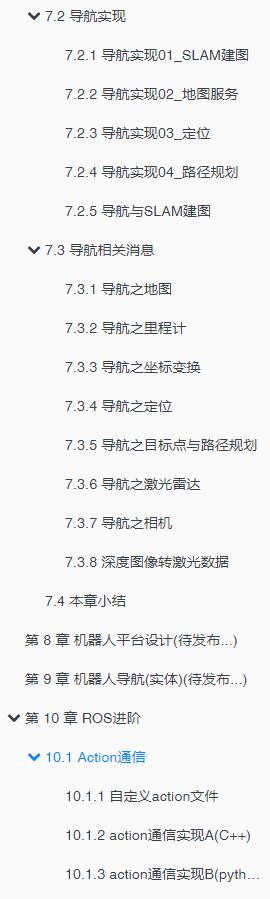 7.2 导航实现
7.2.1 导航实现01_SLAM建图
7.2.2 导航实现02_地图服务
7.2.3 导航实现03_定位
7.2.4 导航实现04_路径规划
7.2.5 导航与SLAM建图
7.3 导航相关消息
7.3.1 导航之地图
7.3.2 导航之里程计
7.3.3 导航之坐标变换
7.3.4 导航之定位
7.3.5 导航之目标点与路径规划
7.3.6 导航之激光雷达
7.3.7 导航之相机
7.3.8 深度图像转激光数据
7.4 本章小结
第 8 章 机器人平台设计(待发布...)
第 9 章 机器人导航(实体)(待发布...)
第 10 章 ROS进阶
10.1 Action通信
10.1.1 自定义action文件
10.1.2 action通信实现A(C++)
10.1.3 action通信实现B(pyth...